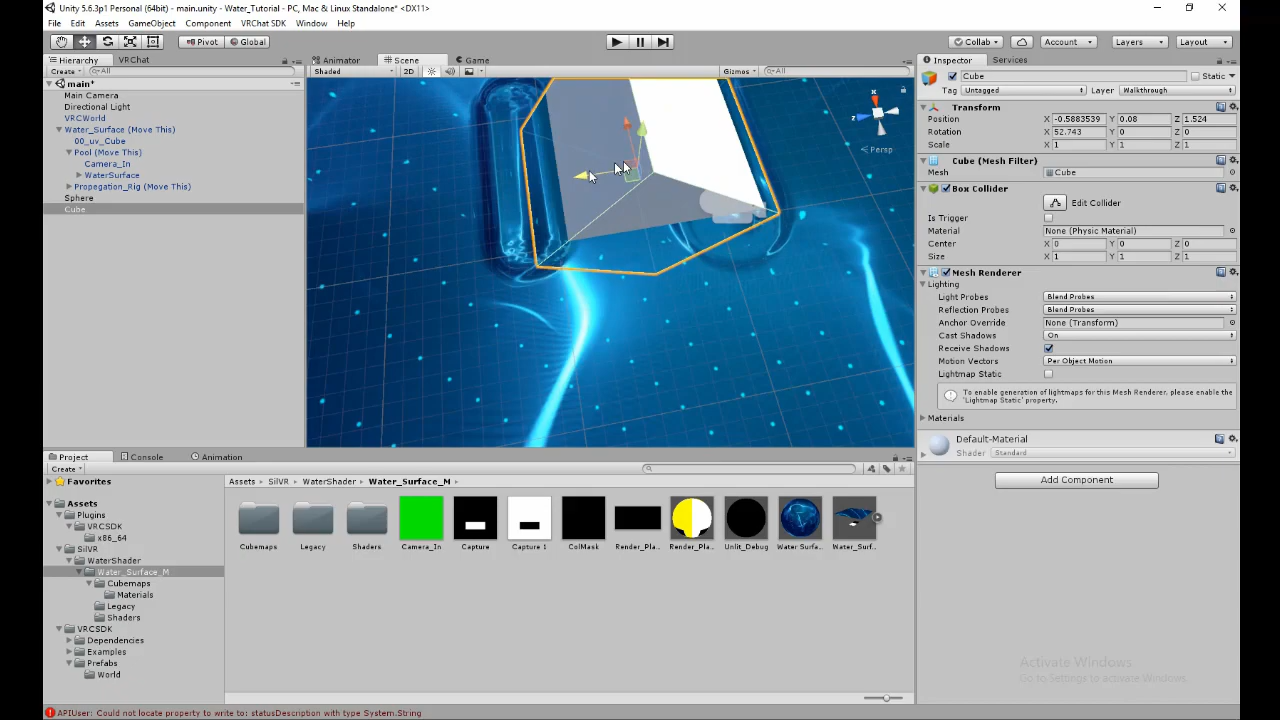 Unity 5.6.3p1 Personal (64bit) - main.unity - Water_Tutorial - PC, Mac & Linux Standalone* <DX11>
File Edit Assets GameObject Component VRChat SDK Window Help
Pivot Global Collab Account Layers Layout
Hierarchy VRChat
Create All
main*
Main Camera
Directional Light
VRCWorld
Water_Surface (Move This)
00_uv_Cube
Pool (Move This)
Camera_In
WaterSurface
Propegation_Rig (Move This)
Sphere
Cube
Animator Scene Game
Shaded 2D Gizmos All
x
z
Persp
Inspector Services
Cube Static
Tag Untagged Layer Walkthrough
Transform
Position X -0.5883539 Y 0.08 Z 1.524
Rotation X 52.743 Y 0 Z 0
Scale X 1 Y 1 Z 1
Cube (Mesh Filter)
Mesh Cube
Box Collider
Edit Collider
Is Trigger
Material None (Physic Material)
Center X 0 Y 0 Z 0
Size X 1 Y 1 Z 1
Mesh Renderer
Lighting
Light Probes Blend Probes
Reflection Probes Blend Probes
Anchor Override None (Transform)
Cast Shadows On
Receive Shadows
Motion Vectors Per Object Motion
Lightmap Static
To enable generation of lightmaps for this Mesh Renderer, please enable the
'Lightmap Static' property.
Materials
Default-Material
Shader Standard
Add Component
Activate Windows
Go to Settings to activate Windows.
Project Console Animation
Create
Favorites
Assets
Plugins
VRCSDK
x86_64
SilVR
WaterShader
Water_Surface_M
Cubemaps
Materials
Legacy
Shaders
VRCSDK
Dependencies
Examples
Prefabs
World
Assets SilVR WaterShader Water_Surface_M
Cubemaps Legacy Shaders Camera_In Capture Capture 1 ColMask Render_Pla... Render_Pla... Unlit_Debug Water Surfa... Water_Surf...
APIUser: Could not locate property to write to: statusDescription with type System.String